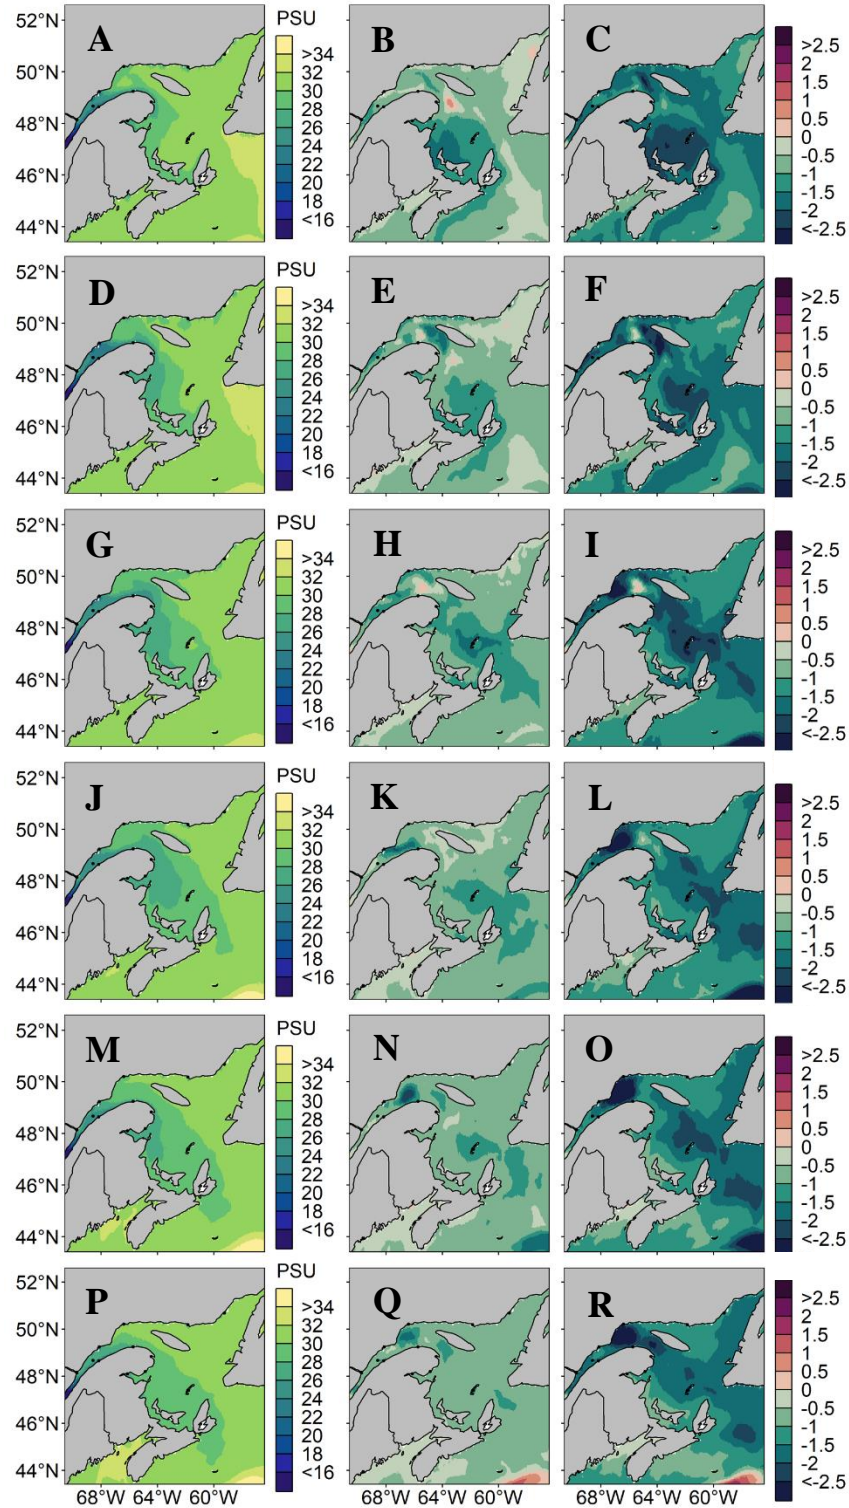 52°N
50°N
48°N
46°N
44°N
A
PSU
>34
32
30
28
26
24
22
20
18
<16
B
C
>2.5
2
1.5
1
0.5
0
-0.5
-1
-1.5
-2
<-2.5
52°N
50°N
48°N
46°N
44°N
D
PSU
>34
32
30
28
26
24
22
20
18
<16
E
F
>2.5
2
1.5
1
0.5
0
-0.5
-1
-1.5
-2
<-2.5
52°N
50°N
48°N
46°N
44°N
G
PSU
>34
32
30
28
26
24
22
20
18
<16
H
I
>2.5
2
1.5
1
0.5
0
-0.5
-1
-1.5
-2
<-2.5
52°N
50°N
48°N
46°N
44°N
J
PSU
>34
32
30
28
26
24
22
20
18
<16
K
L
>2.5
2
1.5
1
0.5
0
-0.5
-1
-1.5
-2
<-2.5
52°N
50°N
48°N
46°N
44°N
M
PSU
>34
32
30
28
26
24
22
20
18
<16
N
O
>2.5
2
1.5
1
0.5
0
-0.5
-1
-1.5
-2
<-2.5
52°N
50°N
48°N
46°N
44°N
P
PSU
>34
32
30
28
26
24
22
20
18
<16
Q
R
>2.5
2
1.5
1
0.5
0
-0.5
-1
-1.5
-2
<-2.5
68°W 64°W 60°W
68°W 64°W 60°W
68°W 64°W 60°W